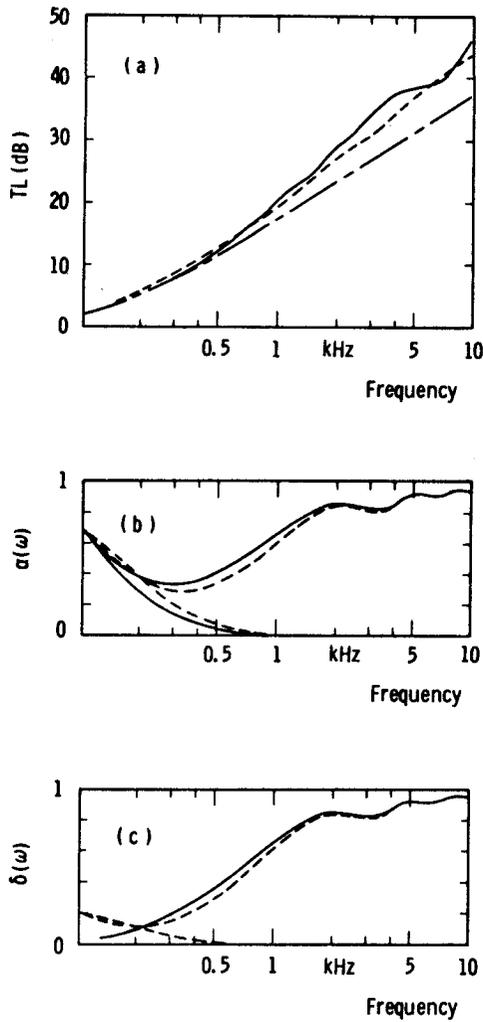 50
(a)
40
30
TL(dB)
20
10
0
0.5 1 kHz 5 10
Frequency
1
(b)
α(ω)
0
0.5 1 kHz 5 10
Frequency
1
(c)
δ(ω)
0
0.5 1 kHz 5 10
Frequency